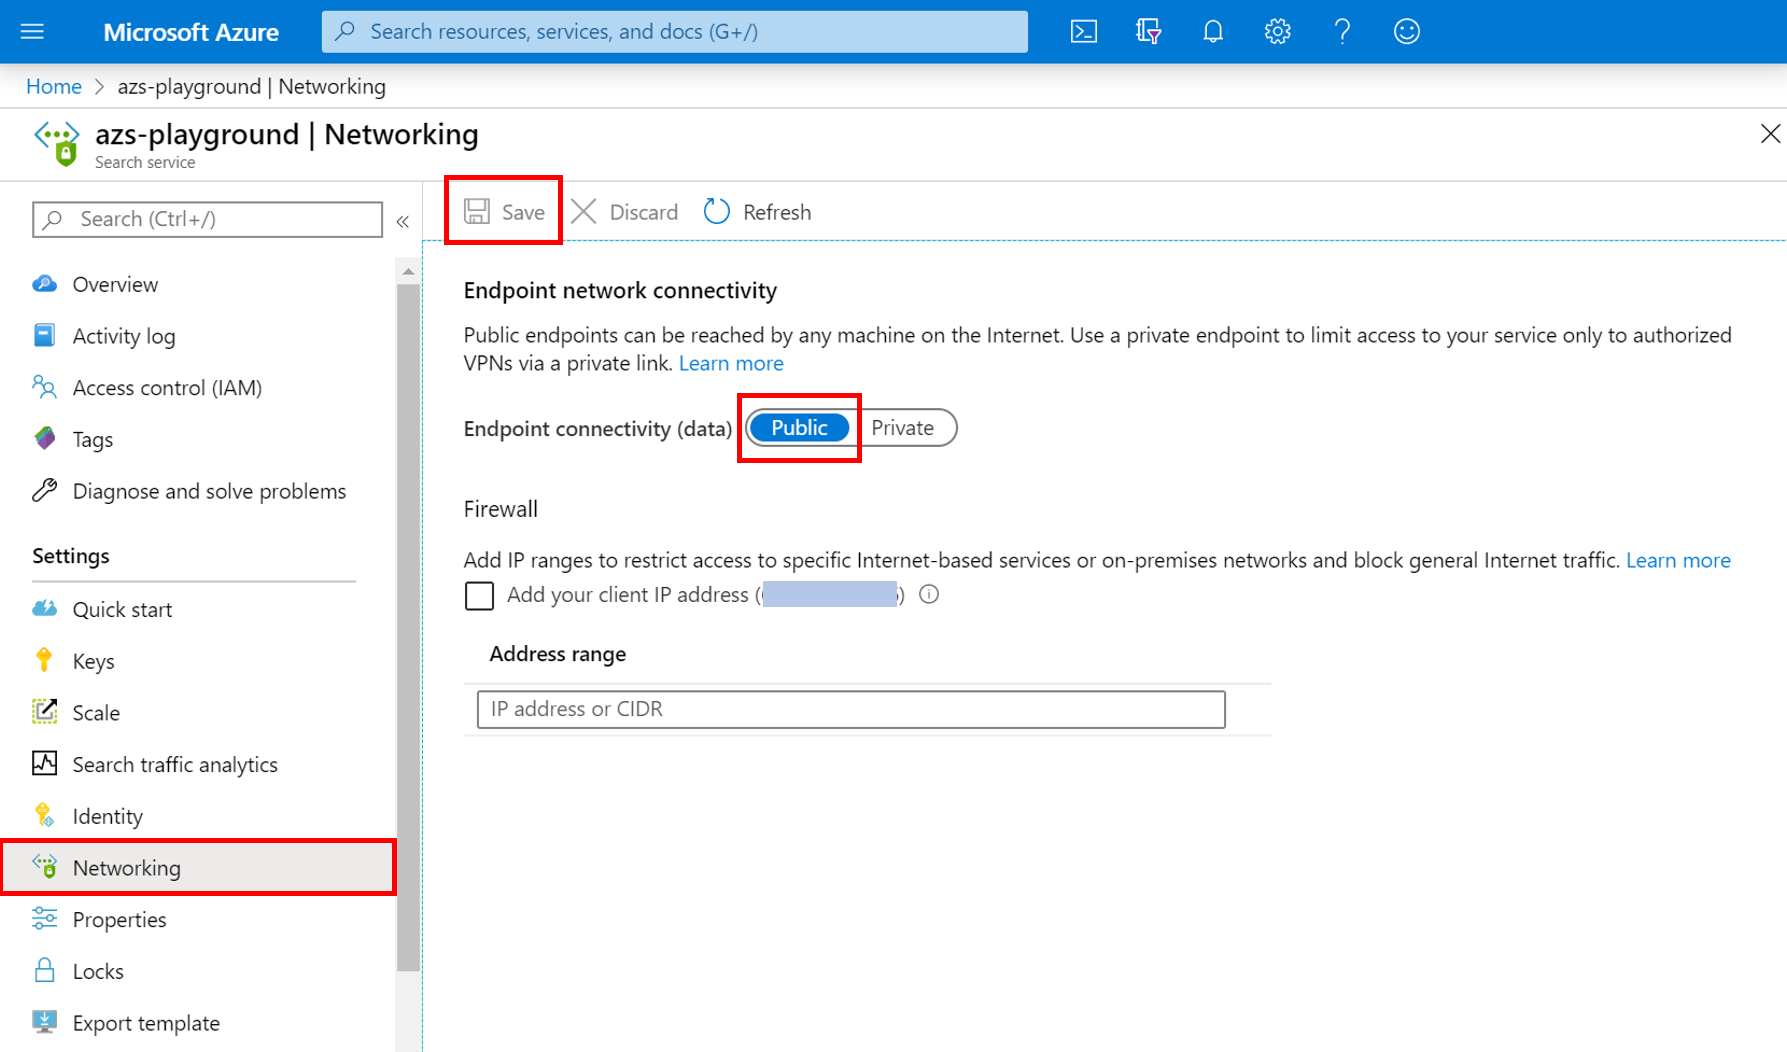 Microsoft Azure
Search resources, services, and docs (G+/)
Home > azs-playground | Networking
azs-playground | Networking
Search service
Search (Ctrl+/)
«
Save
Discard
Refresh
Overview
Activity log
Access control (IAM)
Tags
Diagnose and solve problems
Settings
Quick start
Keys
Scale
Search traffic analytics
Identity
Networking
Properties
Locks
Export template
Endpoint network connectivity
Public endpoints can be reached by any machine on the Internet. Use a private endpoint to limit access to your service only to authorized
VPNs via a private link. Learn more
Endpoint connectivity (data) Public Private
Firewall
Add IP ranges to restrict access to specific Internet-based services or on-premises networks and block general Internet traffic. Learn more
Add your client IP address ( )
Address range
IP address or CIDR